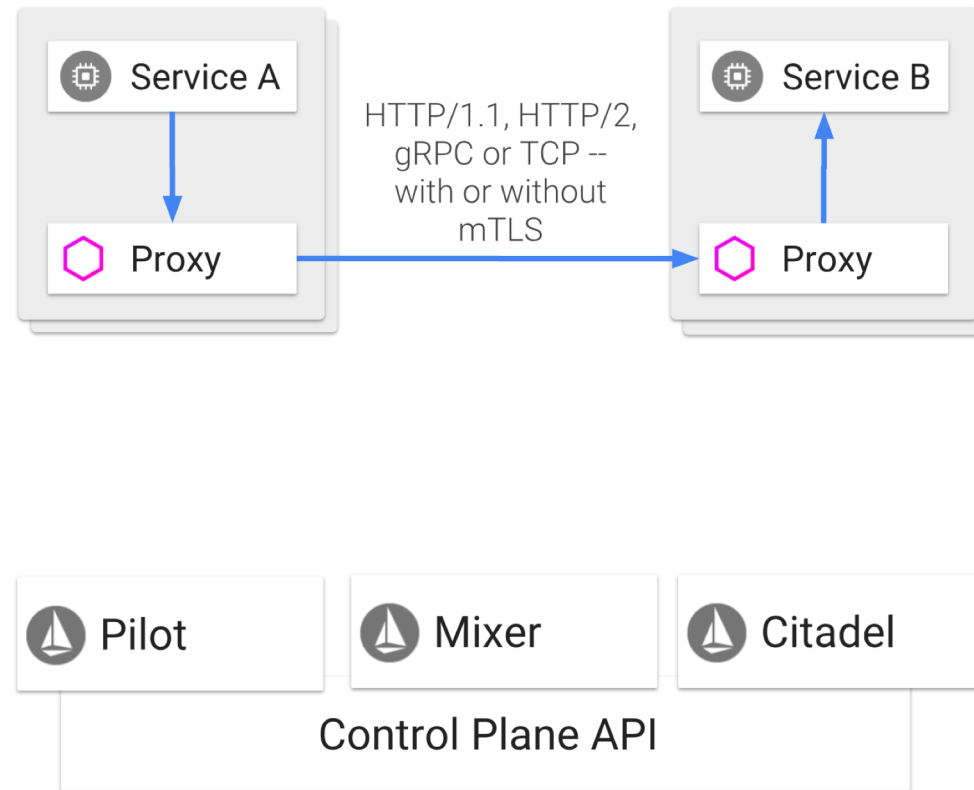 Service A
Service B
HTTP/1.1, HTTP/2,
gRPC or TCP --
with or without
mTLS
Proxy
Proxy
Pilot
Mixer
Citadel
Control Plane API